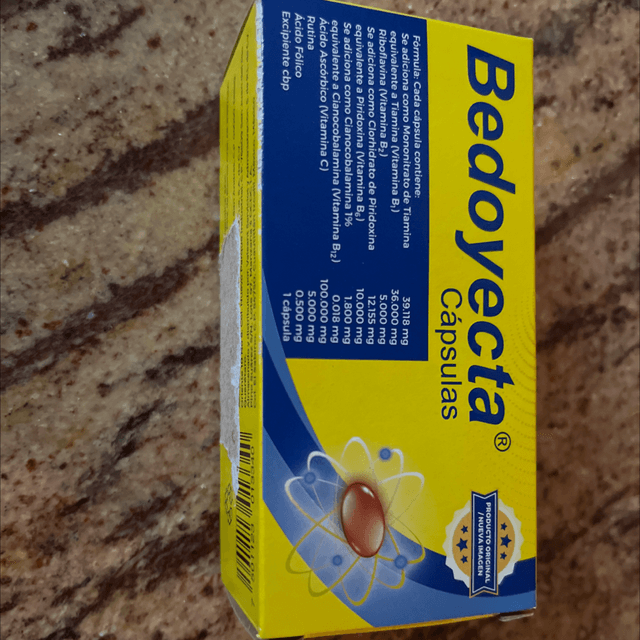 Bedoyecta®
Cápsulas
Fórmula: Cada cápsula contiene:
Se adiciona como Mononitrato de Tiamina 39.118 mg
equivalente a Tiamina (Vitamina B1) 36.000 mg
Riboflavina (Vitamina B2) 5.000 mg
Se adiciona como Clorhidrato de Piridoxina 12.155 mg
equivalente a Piridoxina (Vitamina B6) 10.000 mg
Se adiciona como Cianocobalamina 1% 1.800 mg
equivalente a Cianocobalamina (Vitamina B12) 0.018 mg
Ácido Ascórbico (Vitamina C) 100.008 mg
Rutina 5.000 mg
Ácido Fólico 0.500 mg
Excipiente cbp 1 cápsula
PRODUCTO ORIGINAL
/ NUEVA IMAGEN